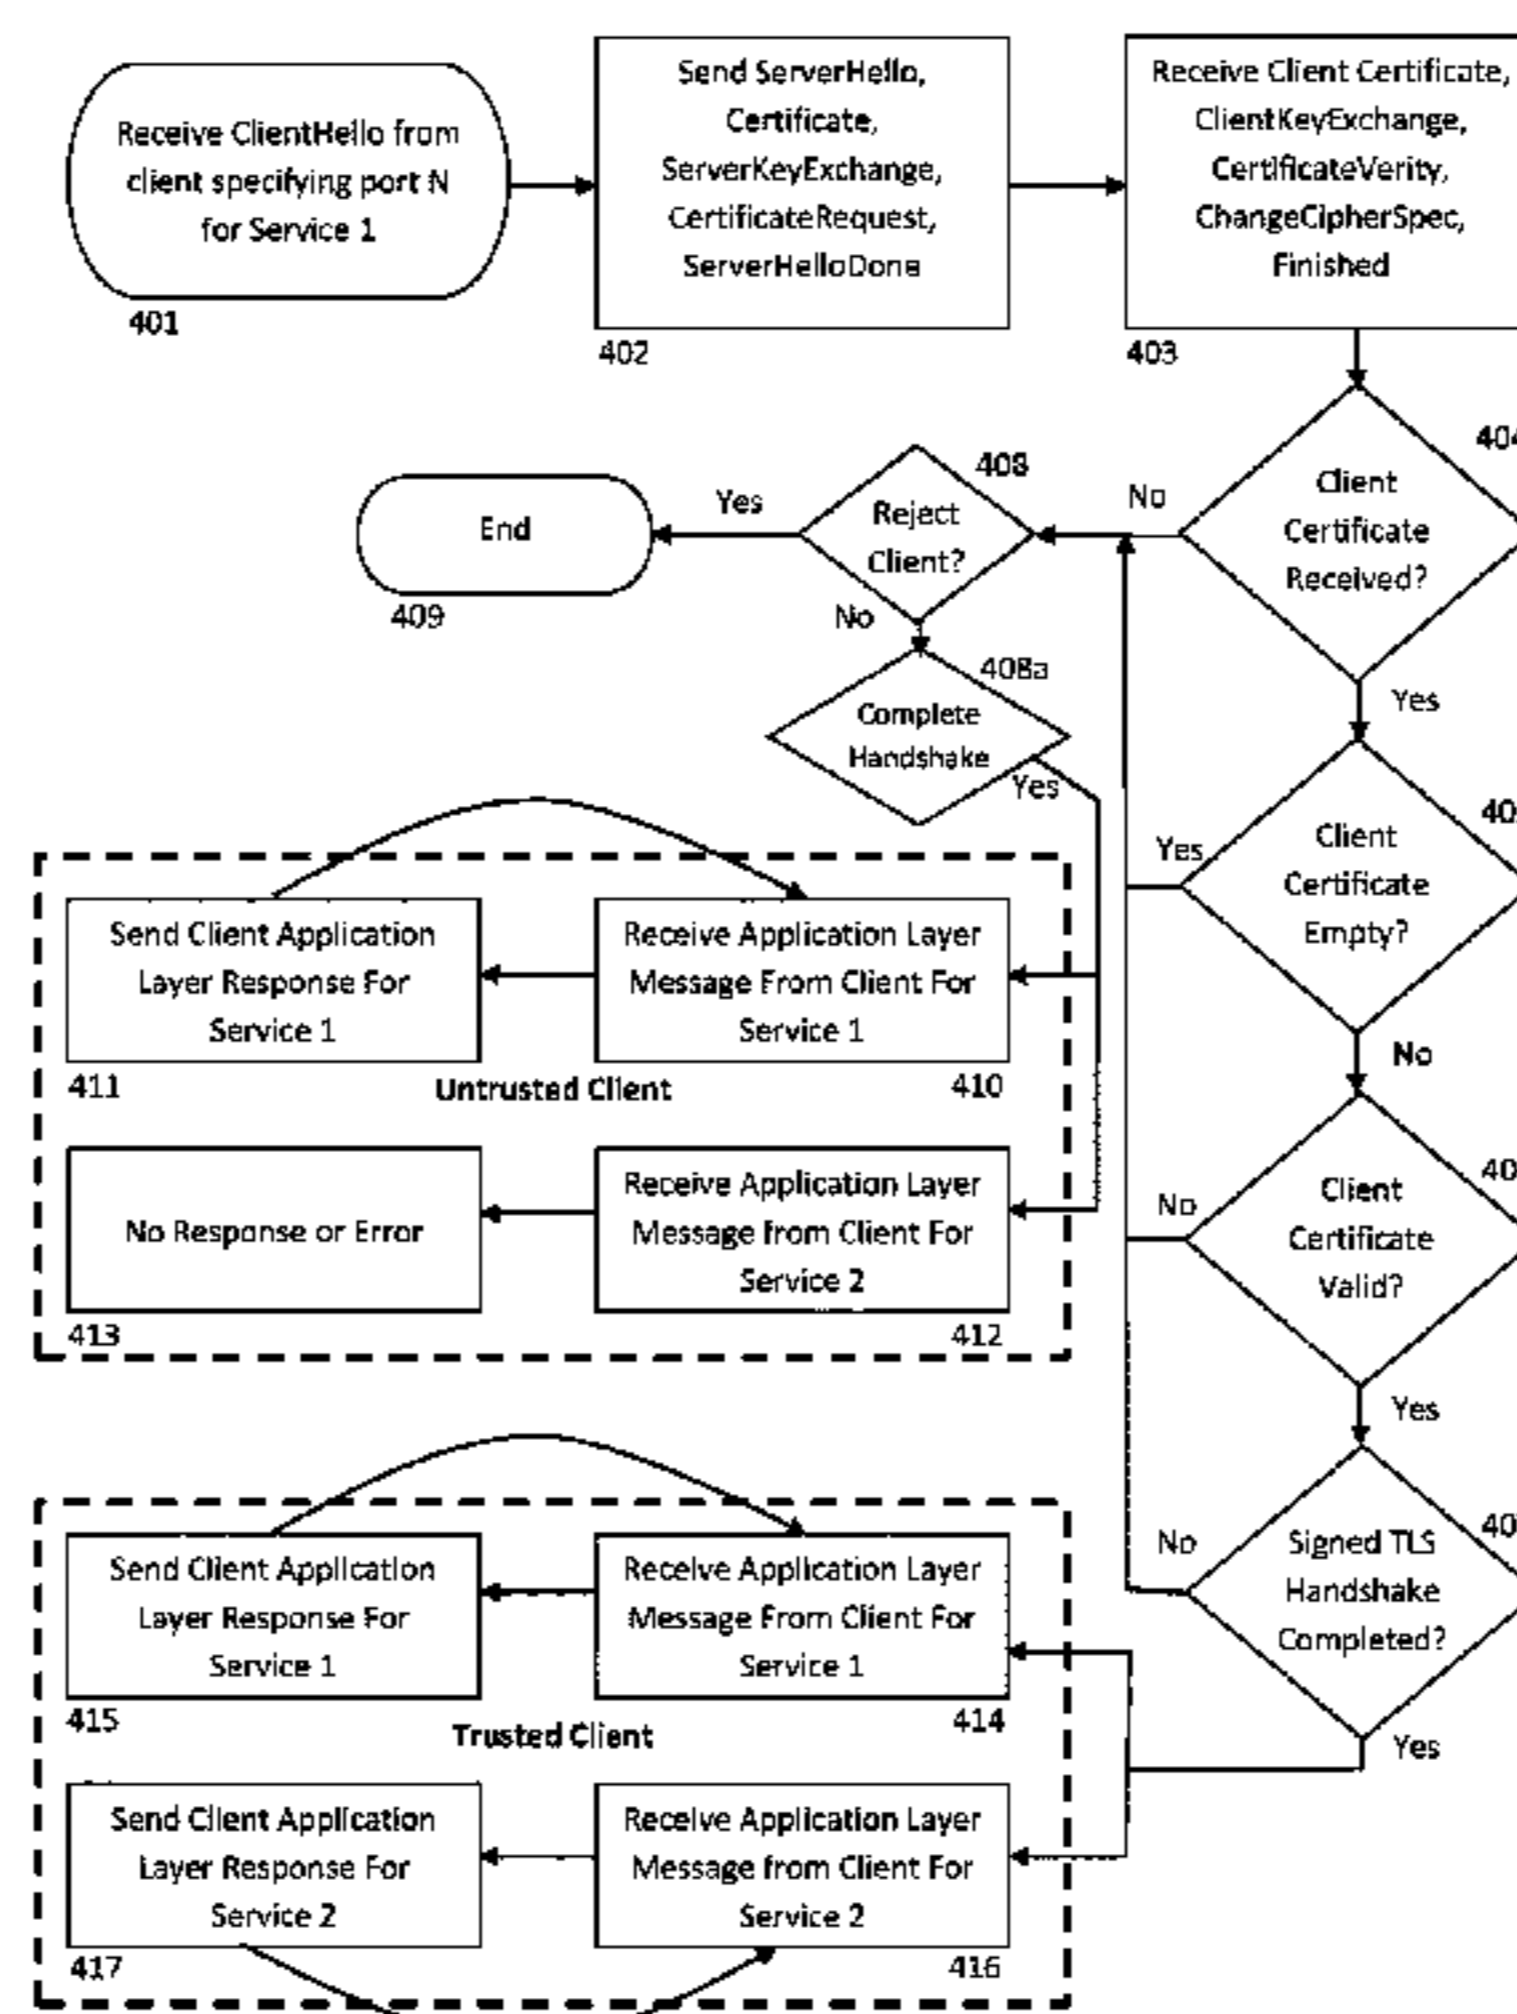 Receive ClientHello from
client specifying port N
for Service 1
401
Send ServerHello,
Certificate,
ServerKeyExchange,
CertificateRequest,
ServerHelloDone
402
Receive Client Certificate,
ClientKeyExchange,
CertificateVerity,
ChangeCipherSpec,
Finished
403
Client
Certificate
Received?
No
Yes
408
Reject
Client?
Yes
No
End
409
408a
Complete
Handshake
Yes
Client
Certificate
Empty?
Yes
No
Send Client Application
Layer Response For
Service 1
411
Receive Application Layer
Message From Client For
Service 1
410
Untrusted Client
No Response or Error
413
Receive Application Layer
Message from Client For
Service 2
412
Client
Certificate
Valid?
No
Yes
Signed TLS
Handshake
Completed?
No
Yes
Send Client Application
Layer Response For
Service 1
415
Receive Application Layer
Message From Client For
Service 1
414
Trusted Client
Send Client Application
Layer Response For
Service 2
417
Receive Application Layer
Message from Client For
Service 2
416